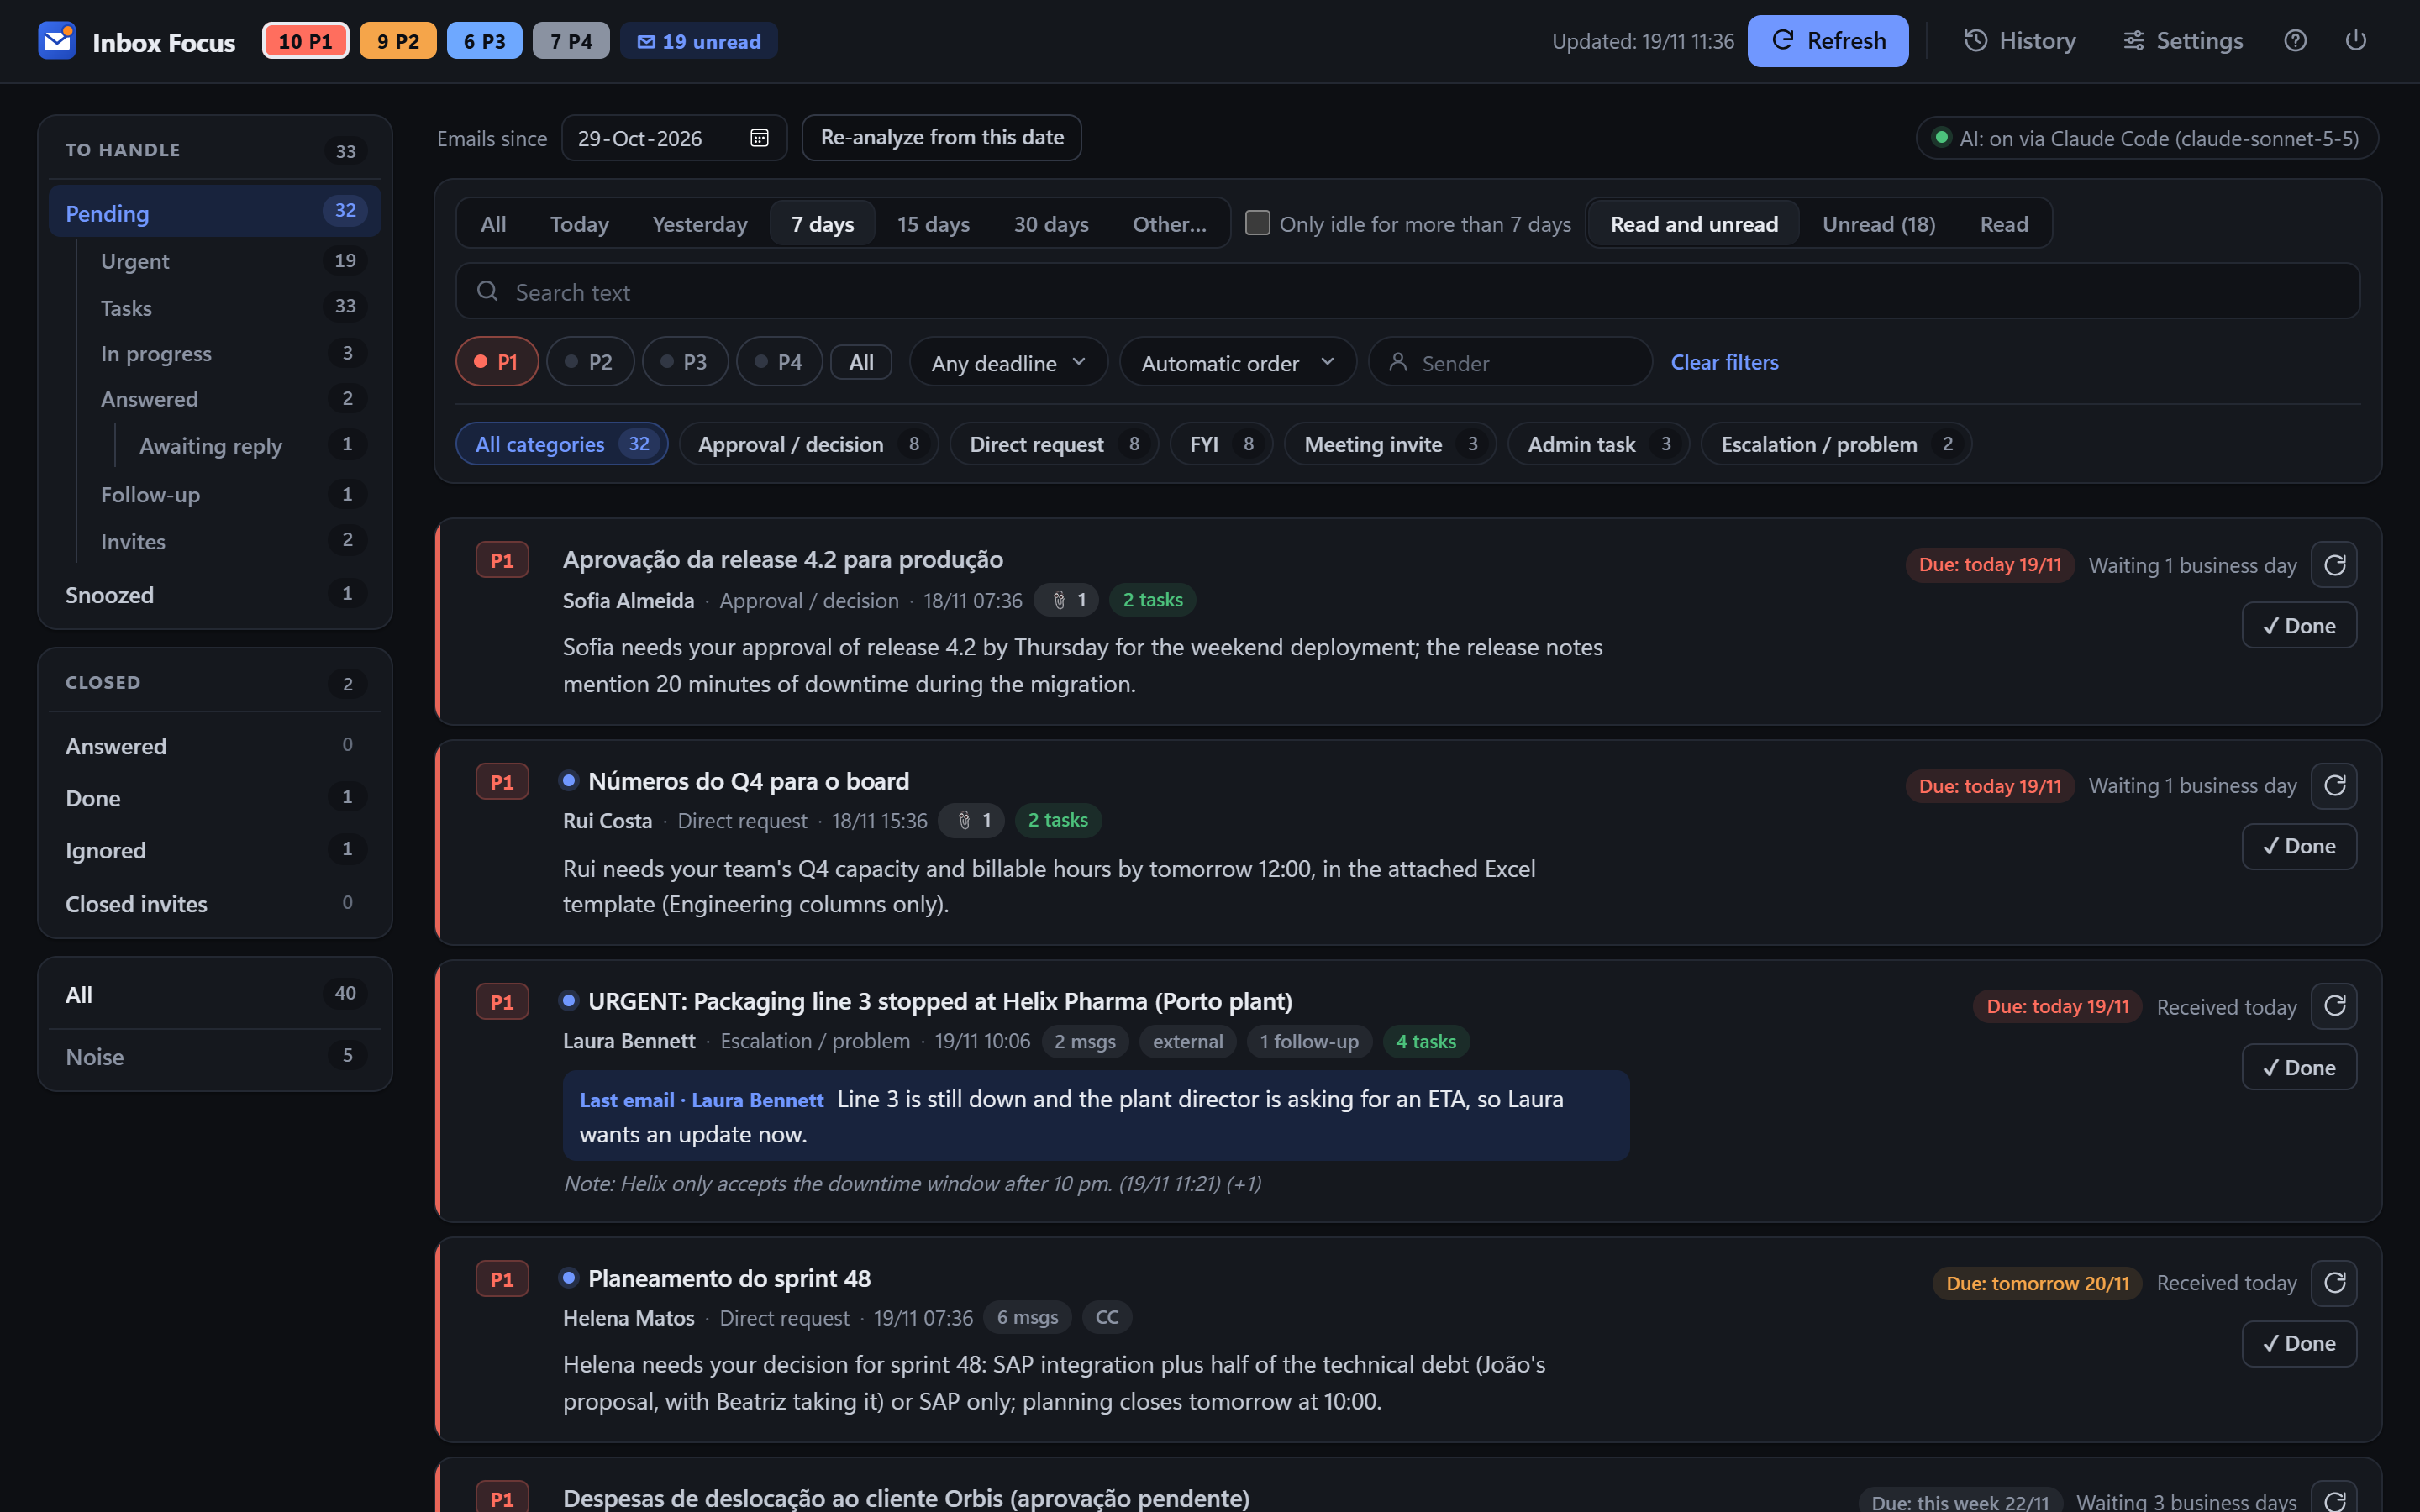 Inbox Focus
10 P1
9 P2
6 P3
7 P4
19 unread
Updated: 19/11 11:36
Refresh
History
Settings
TO HANDLE 33
Pending 32
Urgent 19
Tasks 33
In progress 3
Answered 2
Awaiting reply 1
Follow-up 1
Invites 2
Snoozed 1
CLOSED 2
Answered 0
Done 1
Ignored 1
Closed invites 0
All 40
Noise 5
Emails since
29-Oct-2026
Re-analyze from this date
AI: on via Claude Code (claude-sonnet-5-5)
All Today Yesterday 7 days 15 days 30 days Other...
Only idle for more than 7 days
Read and unread Unread (18) Read
Search text
P1 P2 P3 P4 All
Any deadline
Automatic order
Sender
Clear filters
All categories 32
Approval / decision 8
Direct request 8
FYI 8
Meeting invite 3
Admin task 3
Escalation / problem 2
P1 Aprovação da release 4.2 para produção
Due: today 19/11 Waiting 1 business day
Sofia Almeida · Approval / decision · 18/11 07:36 1 2 tasks
✓ Done
Sofia needs your approval of release 4.2 by Thursday for the weekend deployment; the release notes
mention 20 minutes of downtime during the migration.
P1 Números do Q4 para o board
Due: today 19/11 Waiting 1 business day
Rui Costa · Direct request · 18/11 15:36 1 2 tasks
✓ Done
Rui needs your team's Q4 capacity and billable hours by tomorrow 12:00, in the attached Excel
template (Engineering columns only).
P1 URGENT: Packaging line 3 stopped at Helix Pharma (Porto plant)
Due: today 19/11 Received today
Laura Bennett · Escalation / problem · 19/11 10:06 2 msgs external 1 follow-up 4 tasks
✓ Done
Last email · Laura Bennett Line 3 is still down and the plant director is asking for an ETA, so Laura
wants an update now.
Note: Helix only accepts the downtime window after 10 pm. (19/11 11:21) (+1)
P1 Planeamento do sprint 48
Due: tomorrow 20/11 Received today
Helena Matos · Direct request · 19/11 07:36 6 msgs CC
✓ Done
Helena needs your decision for sprint 48: SAP integration plus half of the technical debt (João's
proposal, with Beatriz taking it) or SAP only; planning closes tomorrow at 10:00.
P1 Despesas de deslocação ao cliente Orbis (aprovação pendente)
Due: this week 22/11 Waiting 3 business days